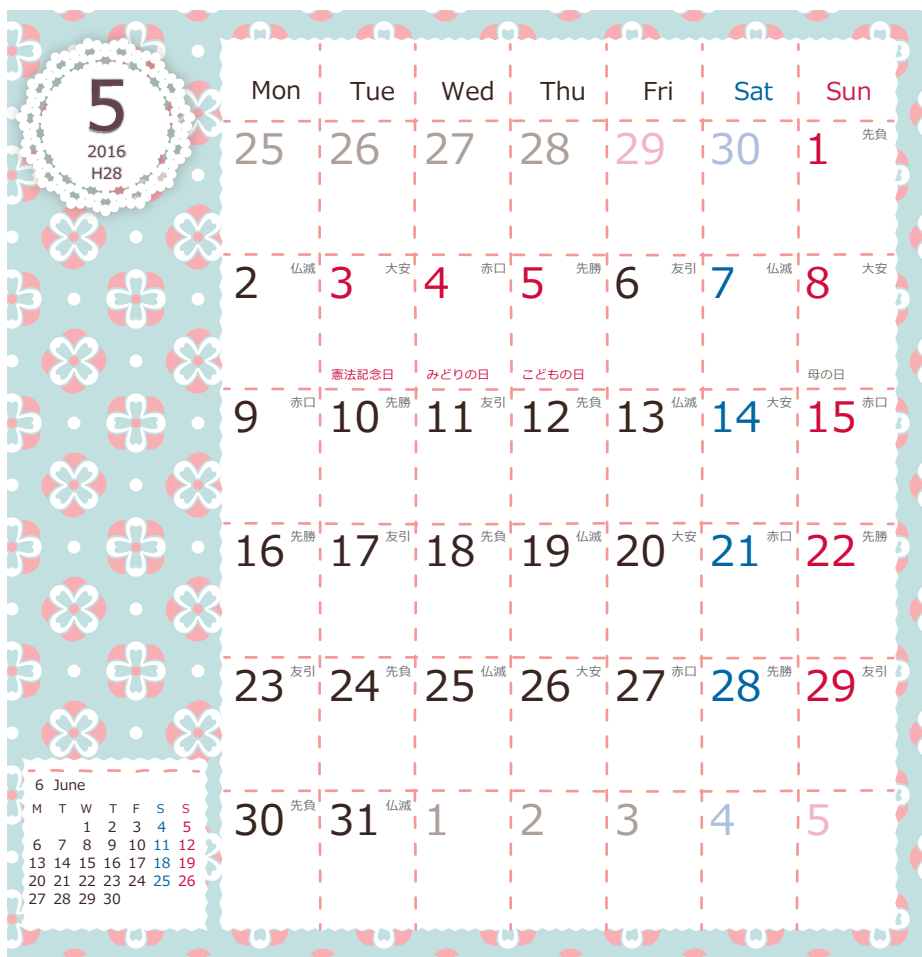 5
2016
H28
Mon Tue Wed Thu Fri Sat Sun
25 26 27 28 29 30 1 先負
2 仏滅 3 大安 4 赤口 5 先勝 6 友引 7 仏滅 8 大安
憲法記念日 みどりの日 こどもの日 母の日
9 赤口 10 先勝 11 友引 12 先負 13 仏滅 14 大安 15 赤口
16 先勝 17 友引 18 先負 19 仏滅 20 大安 21 赤口 22 先勝
23 友引 24 先負 25 仏滅 26 大安 27 赤口 28 先勝 29 友引
30 先負 31 仏滅 1 2 3 4 5
6 June
M T W T F S S
1 2 3 4 5
6 7 8 9 10 11 12
13 14 15 16 17 18 19
20 21 22 23 24 25 26
27 28 29 30